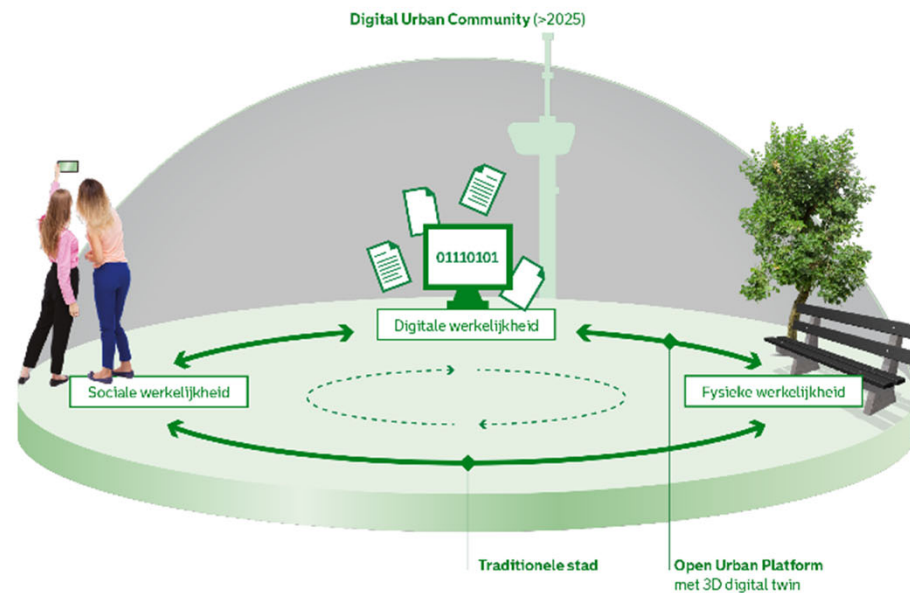 Digital Urban Community (>2025)
01110101
Digitale werkelijkheid
Sociale werkelijkheid
Fysieke werkelijkheid
Traditionele stad
Open Urban Platform
met 3D digital twin